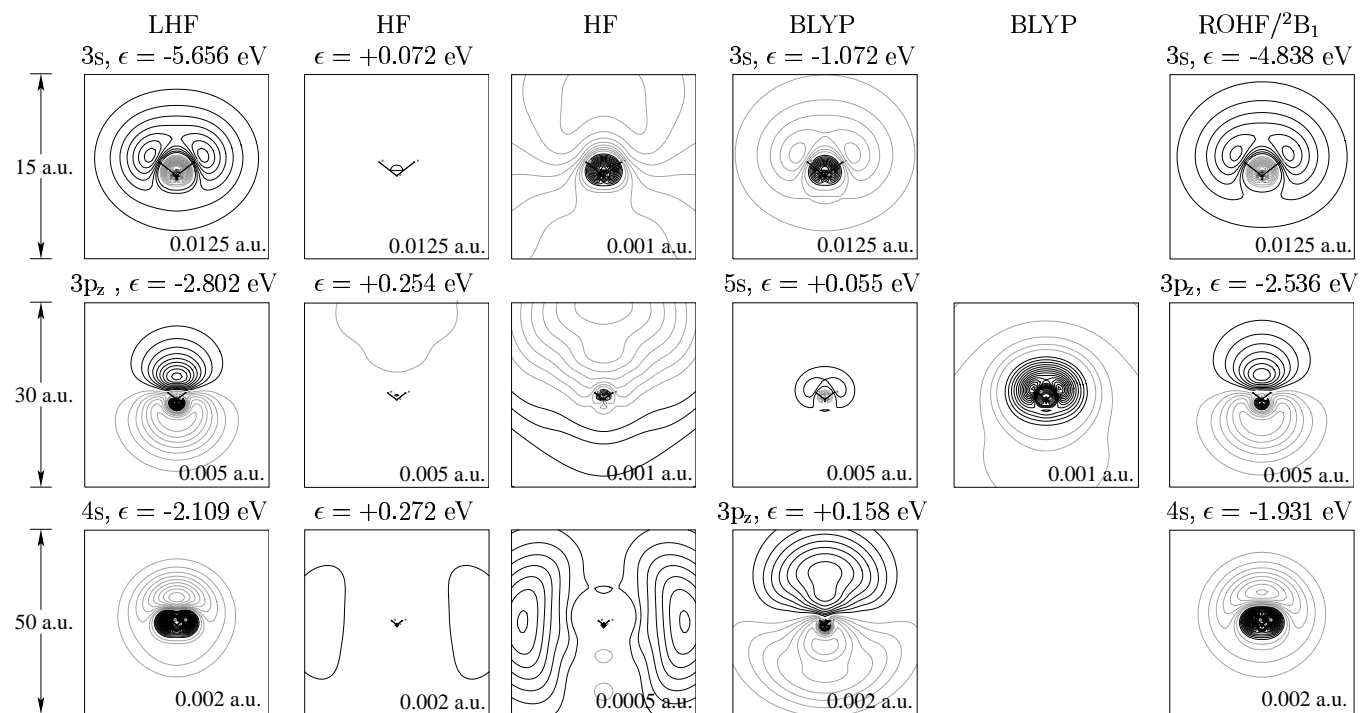 LHF HF HF BLYP BLYP ROHF/²B₁
3s, ϵ = -5.656 eV ϵ = +0.072 eV 3s, ϵ = -1.072 eV 3s, ϵ = -4.838 eV
15 a.u.
0.0125 a.u. 0.0125 a.u. 0.001 a.u. 0.0125 a.u. 0.0125 a.u.
3p_z , ϵ = -2.802 eV ϵ = +0.254 eV 5s, ϵ = +0.055 eV 3p_z, ϵ = -2.536 eV
30 a.u.
0.005 a.u. 0.005 a.u. 0.001 a.u. 0.005 a.u. 0.001 a.u. 0.005 a.u.
4s, ϵ = -2.109 eV ϵ = +0.272 eV 3p_z, ϵ = +0.158 eV 4s, ϵ = -1.931 eV
50 a.u.
0.002 a.u. 0.002 a.u. 0.0005 a.u. 0.002 a.u. 0.002 a.u.